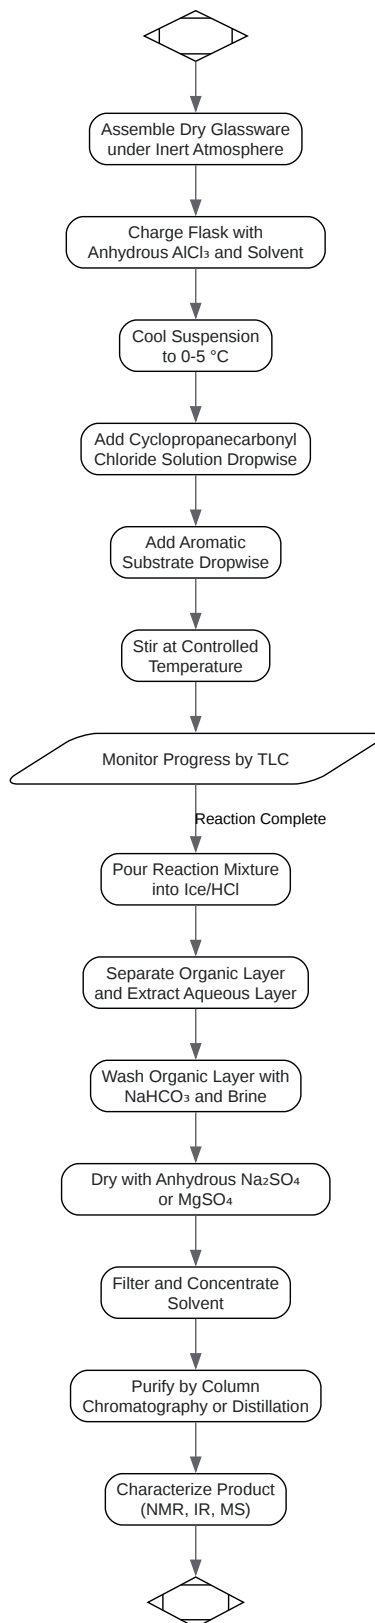 Assemble Dry Glassware
under Inert Atmosphere
Charge Flask with
Anhydrous AlCl₃ and Solvent
Cool Suspension
to 0-5 °C
Add Cyclopropanecarbonyl
Chloride Solution Dropwise
Add Aromatic
Substrate Dropwise
Stir at Controlled
Temperature
Monitor Progress by TLC
Reaction Complete
Pour Reaction Mixture
into Ice/HCl
Separate Organic Layer
and Extract Aqueous Layer
Wash Organic Layer with
NaHCO₃ and Brine
Dry with Anhydrous Na₂SO₄
or MgSO₄
Filter and Concentrate
Solvent
Purify by Column
Chromatography or Distillation
Characterize Product
(NMR, IR, MS)